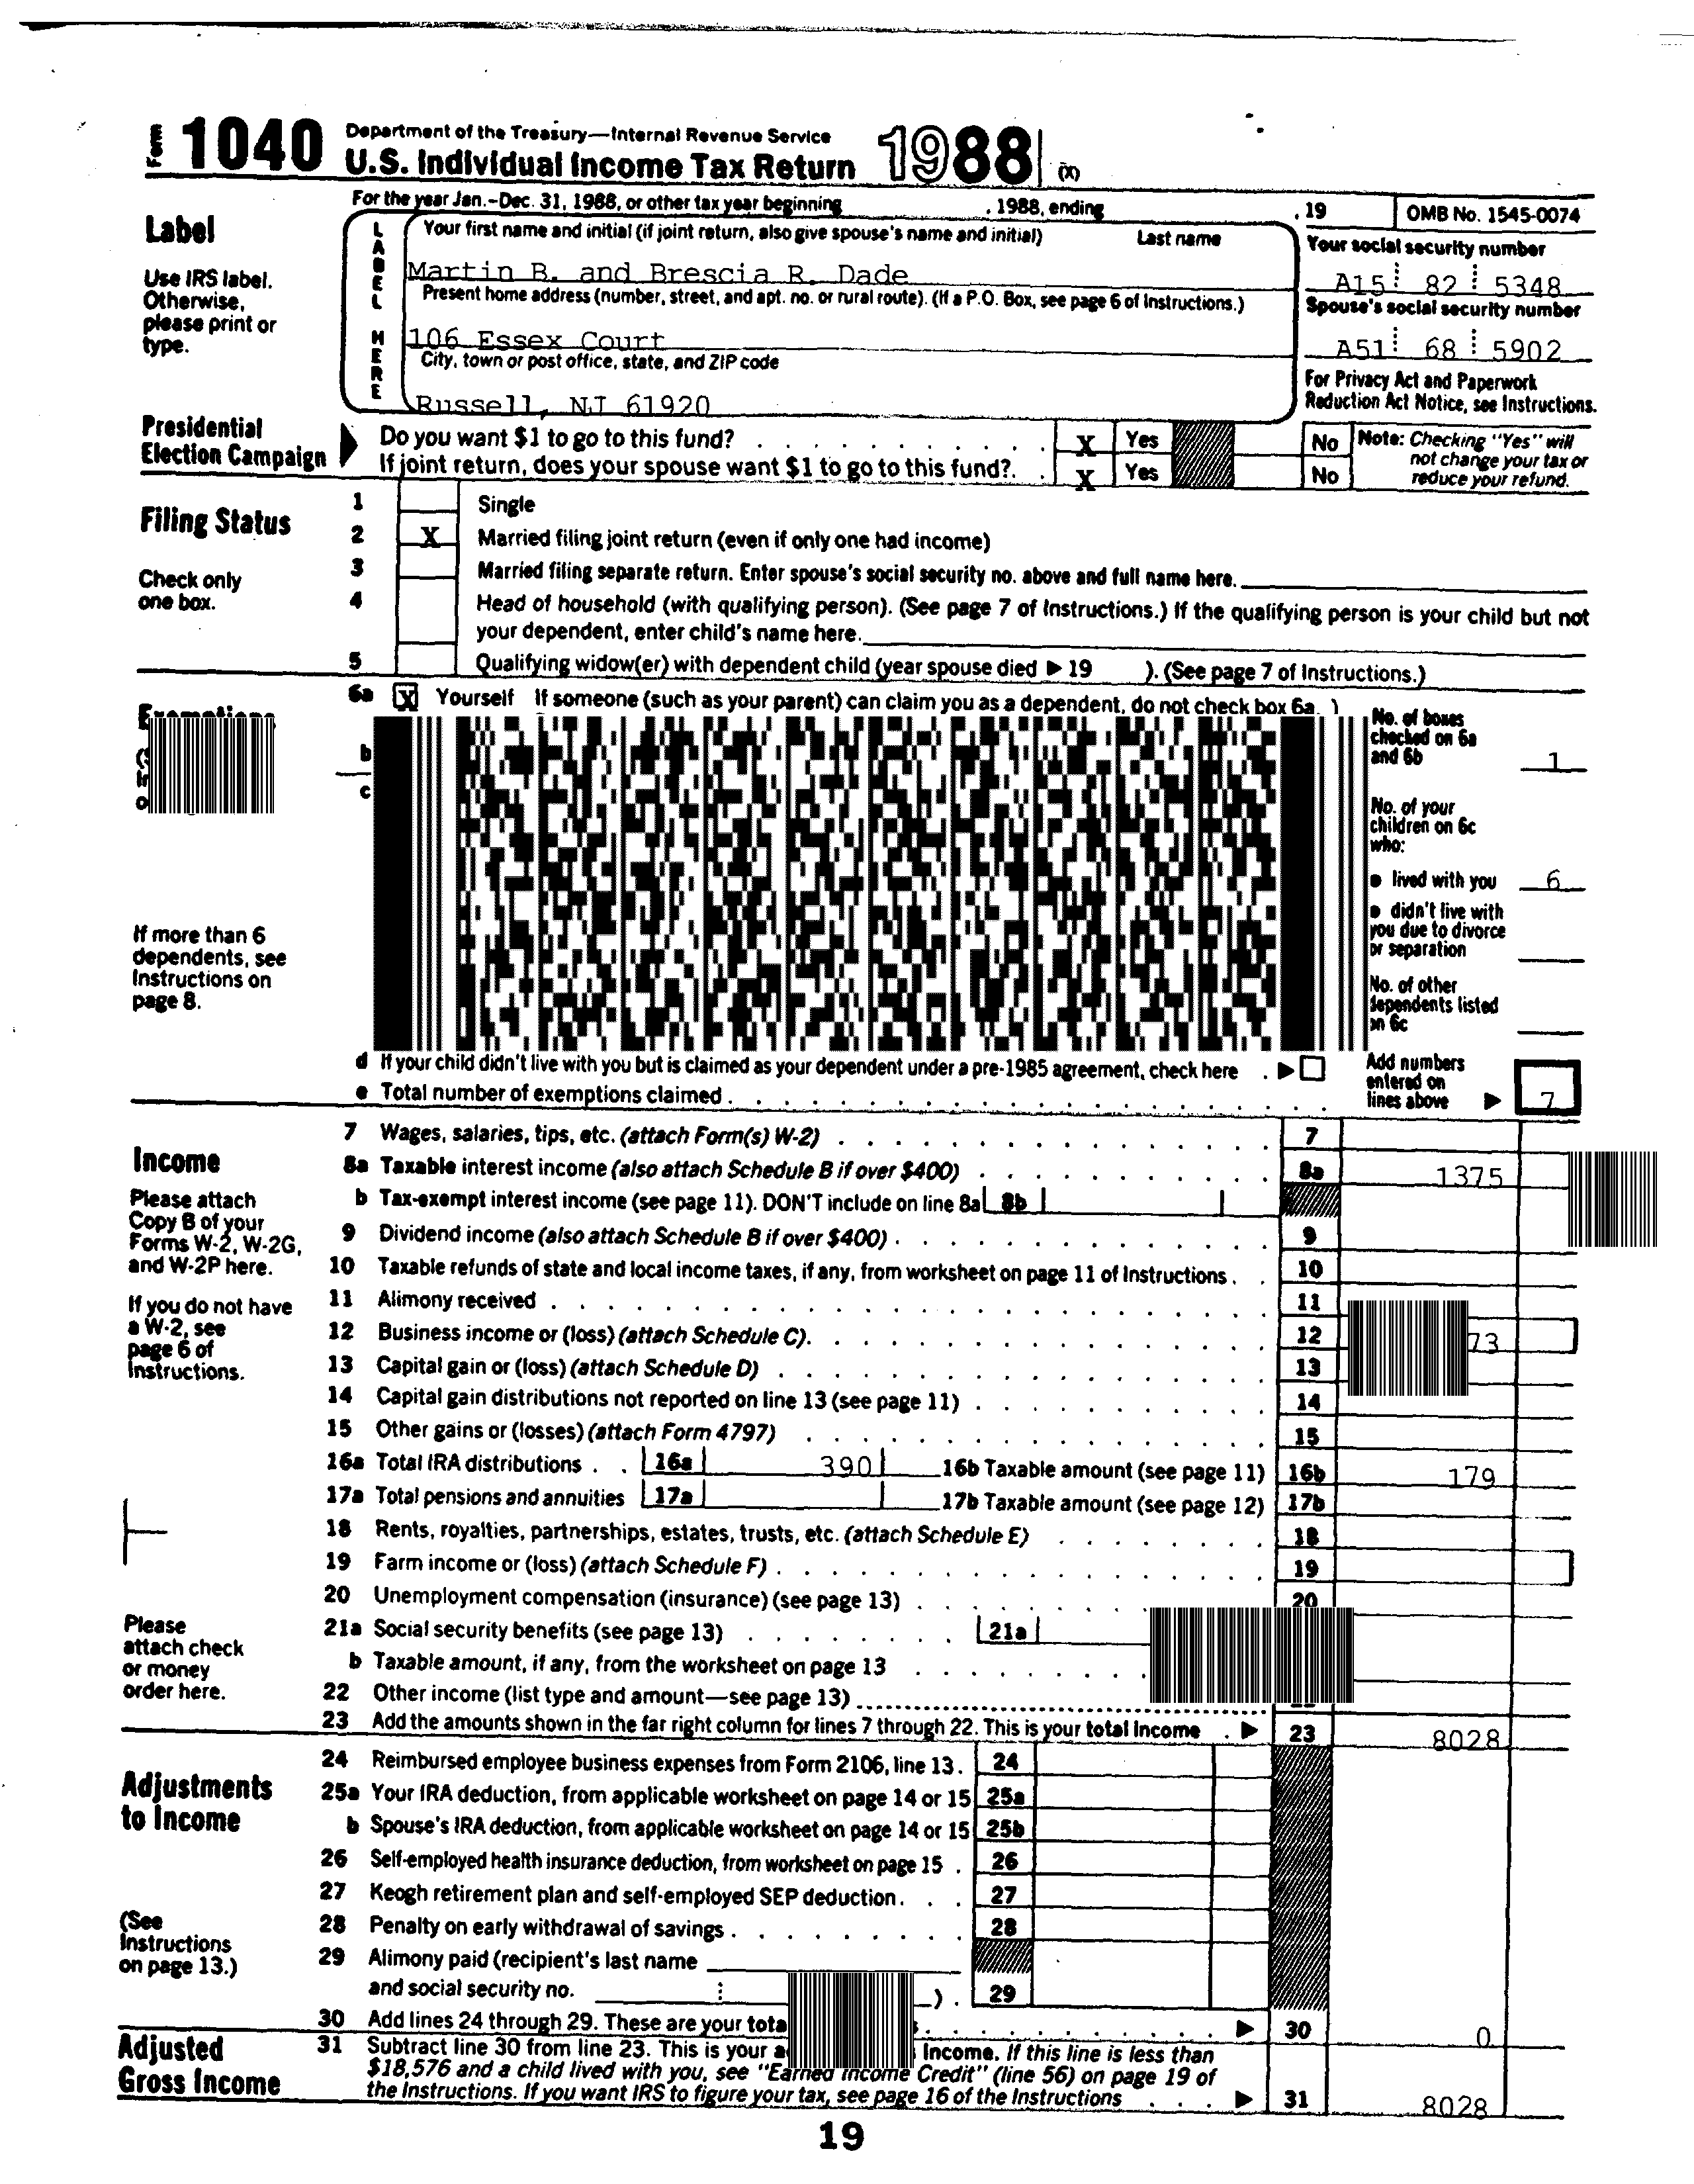 Form 1040 Department of the Treasury—Internal Revenue Service
U.S. Individual Income Tax Return 1988 (X)
For the year Jan.–Dec. 31, 1988, or other tax year beginning , 1988, ending , 19 OMB No. 1545-0074
Label
Use IRS label. Otherwise, please print or type.
LABEL HERE
Your first name and initial (if joint return, also give spouse's name and initial) Last name
Martin B. and Brescia R. Dade
Your social security number
A15 82 5348
Present home address (number, street, and apt. no. or rural route). (If a P.O. Box, see page 6 of Instructions.)
106 Essex Court
Spouse's social security number
A51 68 5902
City, town or post office, state, and ZIP code
Russell, NJ 61920
For Privacy Act and Paperwork Reduction Act Notice, see Instructions.
Presidential Election Campaign
Do you want $1 to go to this fund? X Yes No
If joint return, does your spouse want $1 to go to this fund?. X Yes No
Note: Checking "Yes" will not change your tax or reduce your refund.
Filing Status
Check only one box.
1 Single
2 X Married filing joint return (even if only one had income)
3 Married filing separate return. Enter spouse's social security no. above and full name here.
4 Head of household (with qualifying person). (See page 7 of Instructions.) If the qualifying person is your child but not
your dependent, enter child's name here.
5 Qualifying widow(er) with dependent child (year spouse died ▶ 19 ). (See page 7 of Instructions.)
Exemptions
6a X Yourself If someone (such as your parent) can claim you as a dependent, do not check box 6a.
b
c
No. of boxes checked on 6a and 6b 1
No. of your children on 6c who:
● lived with you 6
● didn't live with you due to divorce or separation
No. of other dependents listed on 6c
If more than 6 dependents, see Instructions on page 8.
d If your child didn't live with you but is claimed as your dependent under a pre-1985 agreement, check here . ▶
e Total number of exemptions claimed
Add numbers entered on lines above ▶ 7
Income
Please attach Copy B of your Forms W-2, W-2G, and W-2P here.
If you do not have a W-2, see page 6 of Instructions.
Please attach check or money order here.
7 Wages, salaries, tips, etc. (attach Form(s) W-2) 7
8a Taxable interest income (also attach Schedule B if over $400) 8a 1375
b Tax-exempt interest income (see page 11). DON'T include on line 8a 8b
9 Dividend income (also attach Schedule B if over $400) 9
10 Taxable refunds of state and local income taxes, if any, from worksheet on page 11 of Instructions 10
11 Alimony received 11
12 Business income or (loss) (attach Schedule C). 12 73
13 Capital gain or (loss) (attach Schedule D) 13
14 Capital gain distributions not reported on line 13 (see page 11) 14
15 Other gains or (losses) (attach Form 4797) 15
16a Total IRA distributions 16a 390 16b Taxable amount (see page 11) 16b 179
17a Total pensions and annuities 17a 17b Taxable amount (see page 12) 17b
18 Rents, royalties, partnerships, estates, trusts, etc. (attach Schedule E) 18
19 Farm income or (loss) (attach Schedule F) 19
20 Unemployment compensation (insurance) (see page 13) 20
21a Social security benefits (see page 13) 21a
b Taxable amount, if any, from the worksheet on page 13
22 Other income (list type and amount—see page 13)
23 Add the amounts shown in the far right column for lines 7 through 22. This is your total income ▶ 23 8028
Adjustments to Income
(See Instructions on page 13.)
24 Reimbursed employee business expenses from Form 2106, line 13. 24
25a Your IRA deduction, from applicable worksheet on page 14 or 15 25a
b Spouse's IRA deduction, from applicable worksheet on page 14 or 15 25b
26 Self-employed health insurance deduction, from worksheet on page 15 26
27 Keogh retirement plan and self-employed SEP deduction 27
28 Penalty on early withdrawal of savings 28
29 Alimony paid (recipient's last name
and social security no. ) 29
30 Add lines 24 through 29. These are your ▶ 30 0
Adjusted Gross Income
31 Subtract line 30 from line 23. This is your income. If this line is less than
$18,576 and a child lived with you, see "Earned Income Credit" (line 56) on page 19 of
the Instructions. If you want IRS to figure your tax, see page 16 of the Instructions ▶ 31 8028
19